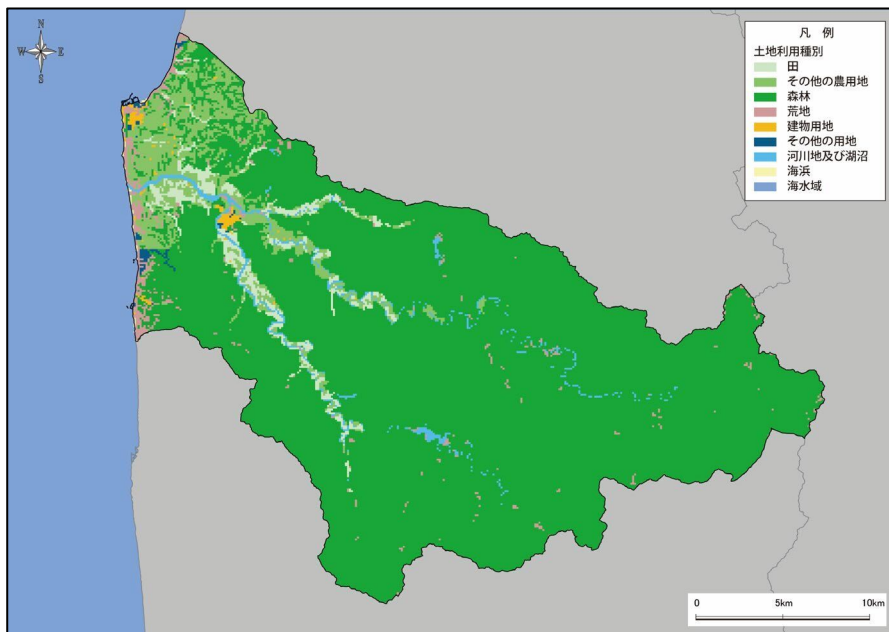 N
W E
S
凡 例
土地利用種別
田
その他の農用地
森林
荒地
建物用地
その他の用地
河川地及び湖沼
海浜
海水域
0 5km 10km